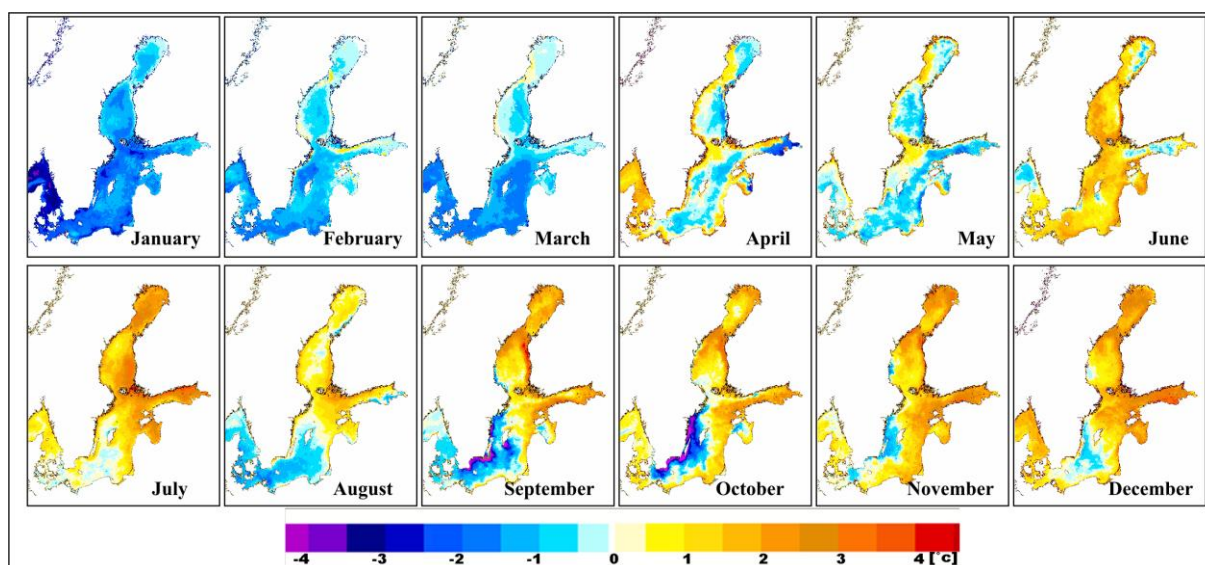 January
February
March
April
May
June
July
August
September
October
November
December
-4 -3 -2 -1 0 1 2 3 4 [°c]